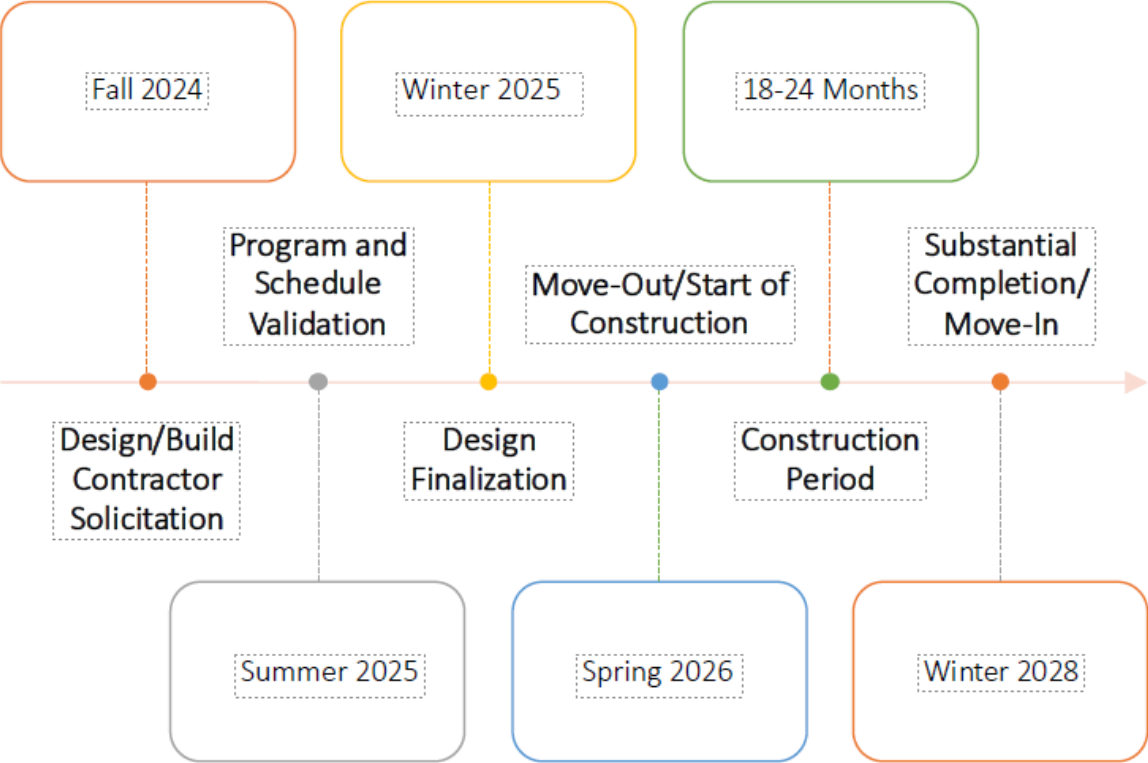 Fall 2024
Winter 2025
18-24 Months
Program and
Schedule
Validation
Move-Out/Start of
Construction
Substantial
Completion/
Move-In
Design/Build
Contractor
Solicitation
Design
Finalization
Construction
Period
Summer 2025
Spring 2026
Winter 2028